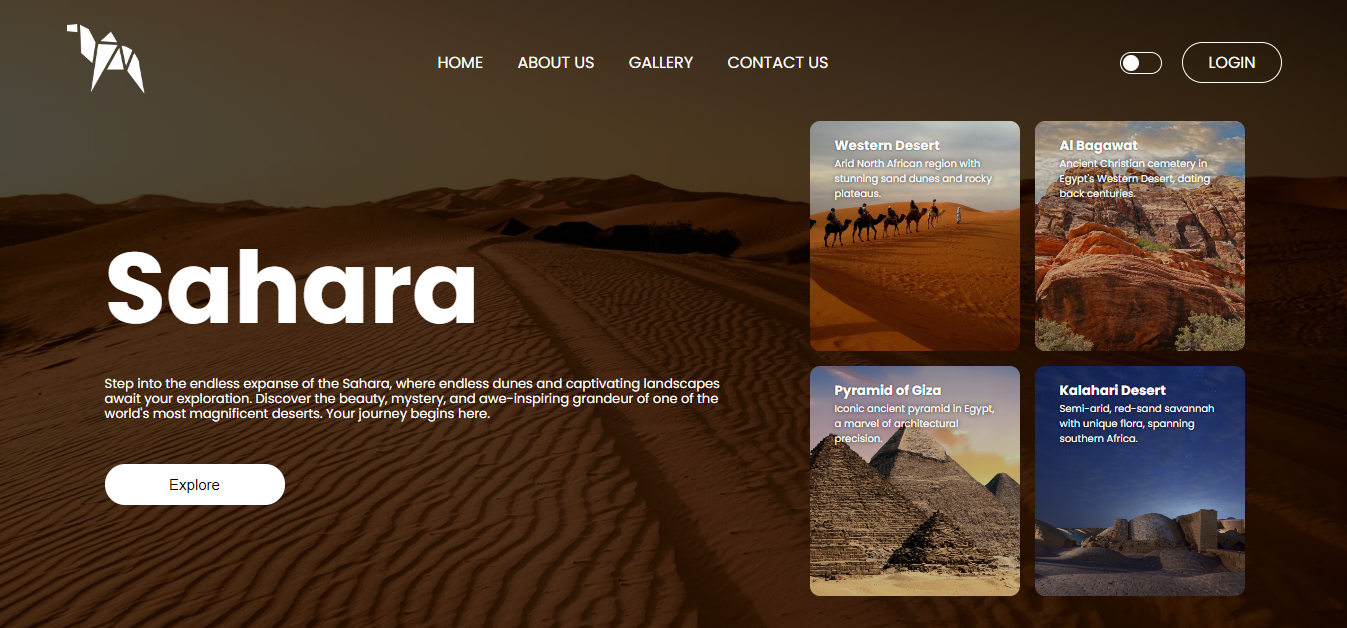 HOME
ABOUT US
GALLERY
CONTACT US
LOGIN
Sahara
Step into the endless expanse of the Sahara, where endless dunes and captivating landscapes
await your exploration. Discover the beauty, mystery, and awe-inspiring grandeur of one of the
world's most magnificent deserts. Your journey begins here.
Explore
Western Desert
Arid North African region with
stunning sand dunes and rocky
plateaus.
Al Bagawat
Ancient Christian cemetery in
Egypt's Western Desert, dating
back centuries.
Pyramid of Giza
Iconic ancient pyramid in Egypt,
a marvel of architectural
precision.
Kalahari Desert
Semi-arid, red-sand savannah
with unique flora, spanning
southern Africa.